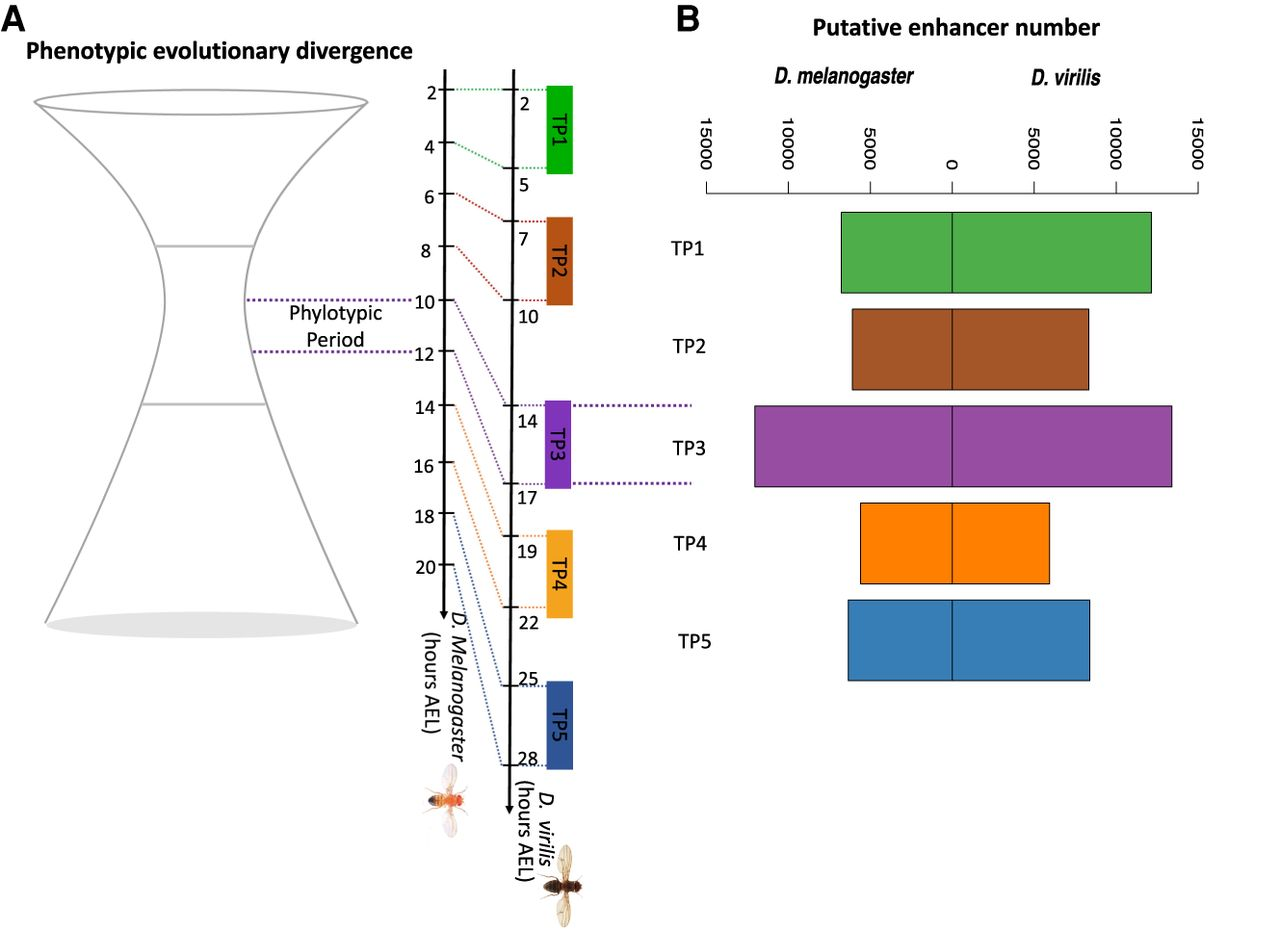 A
Phenotypic evolutionary divergence
Phylotypic
Period
2
4
6
8
10
12
14
16
18
20
D. Melanogaster
(hours AEL)
2
5
7
10
14
17
19
22
25
28
D. virilis
(hours AEL)
TP1
TP2
TP3
TP4
TP5
B
Putative enhancer number
D. melanogaster
D. virilis
15000
10000
5000
0
5000
10000
15000
TP1
TP2
TP3
TP4
TP5